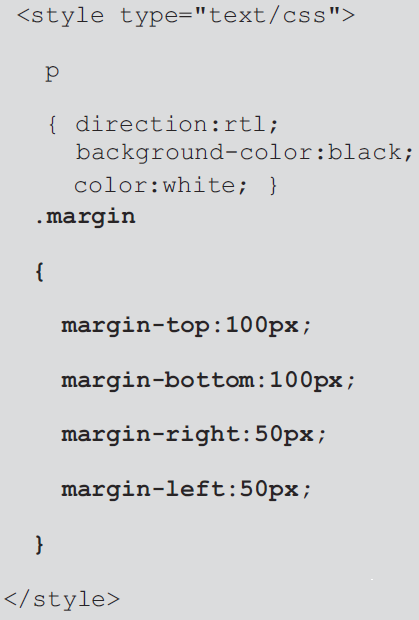 <style type="text/css">
p
{ direction:rtl;
background-color:black;
color:white; }
.margin
{
margin-top:100px;
margin-bottom:100px;
margin-right:50px;
margin-left:50px;
}
</style>